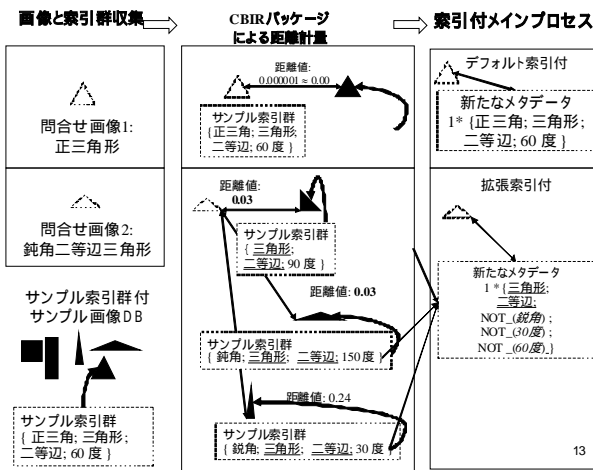 画像と索引群収集
CBIRパッケージ
による距離計量
索引付メインプロセス
問合せ画像1:
正三角形
距離値:
0.000001 ≈ 0.00
サンプル索引群
{正三角; 三角形;
二等辺; 60 度 }
デフォルト索引付
新たなメタデータ
1* {正三角; 三角形;
二等辺; 60 度 }
問合せ画像2:
鈍角二等辺三角形
距離値:
0.03
サンプル索引群
{ 三角形;
二等辺; 90 度 }
距離値: 0.03
サンプル索引群
{ 鈍角; 三角形; 二等辺; 150 度 }
距離値: 0.24
サンプル索引群
{ 鋭角; 三角形; 二等辺; 30 度 }
拡張索引付
新たなメタデータ
1 * { 三角形;
二等辺;
NOT_(鋭角) ;
NOT_(30度) ;
NOT _(60度_}
サンプル索引群付
サンプル画像DB
サンプル索引群
{ 正三角; 三角形;
二等辺; 60 度 }
13